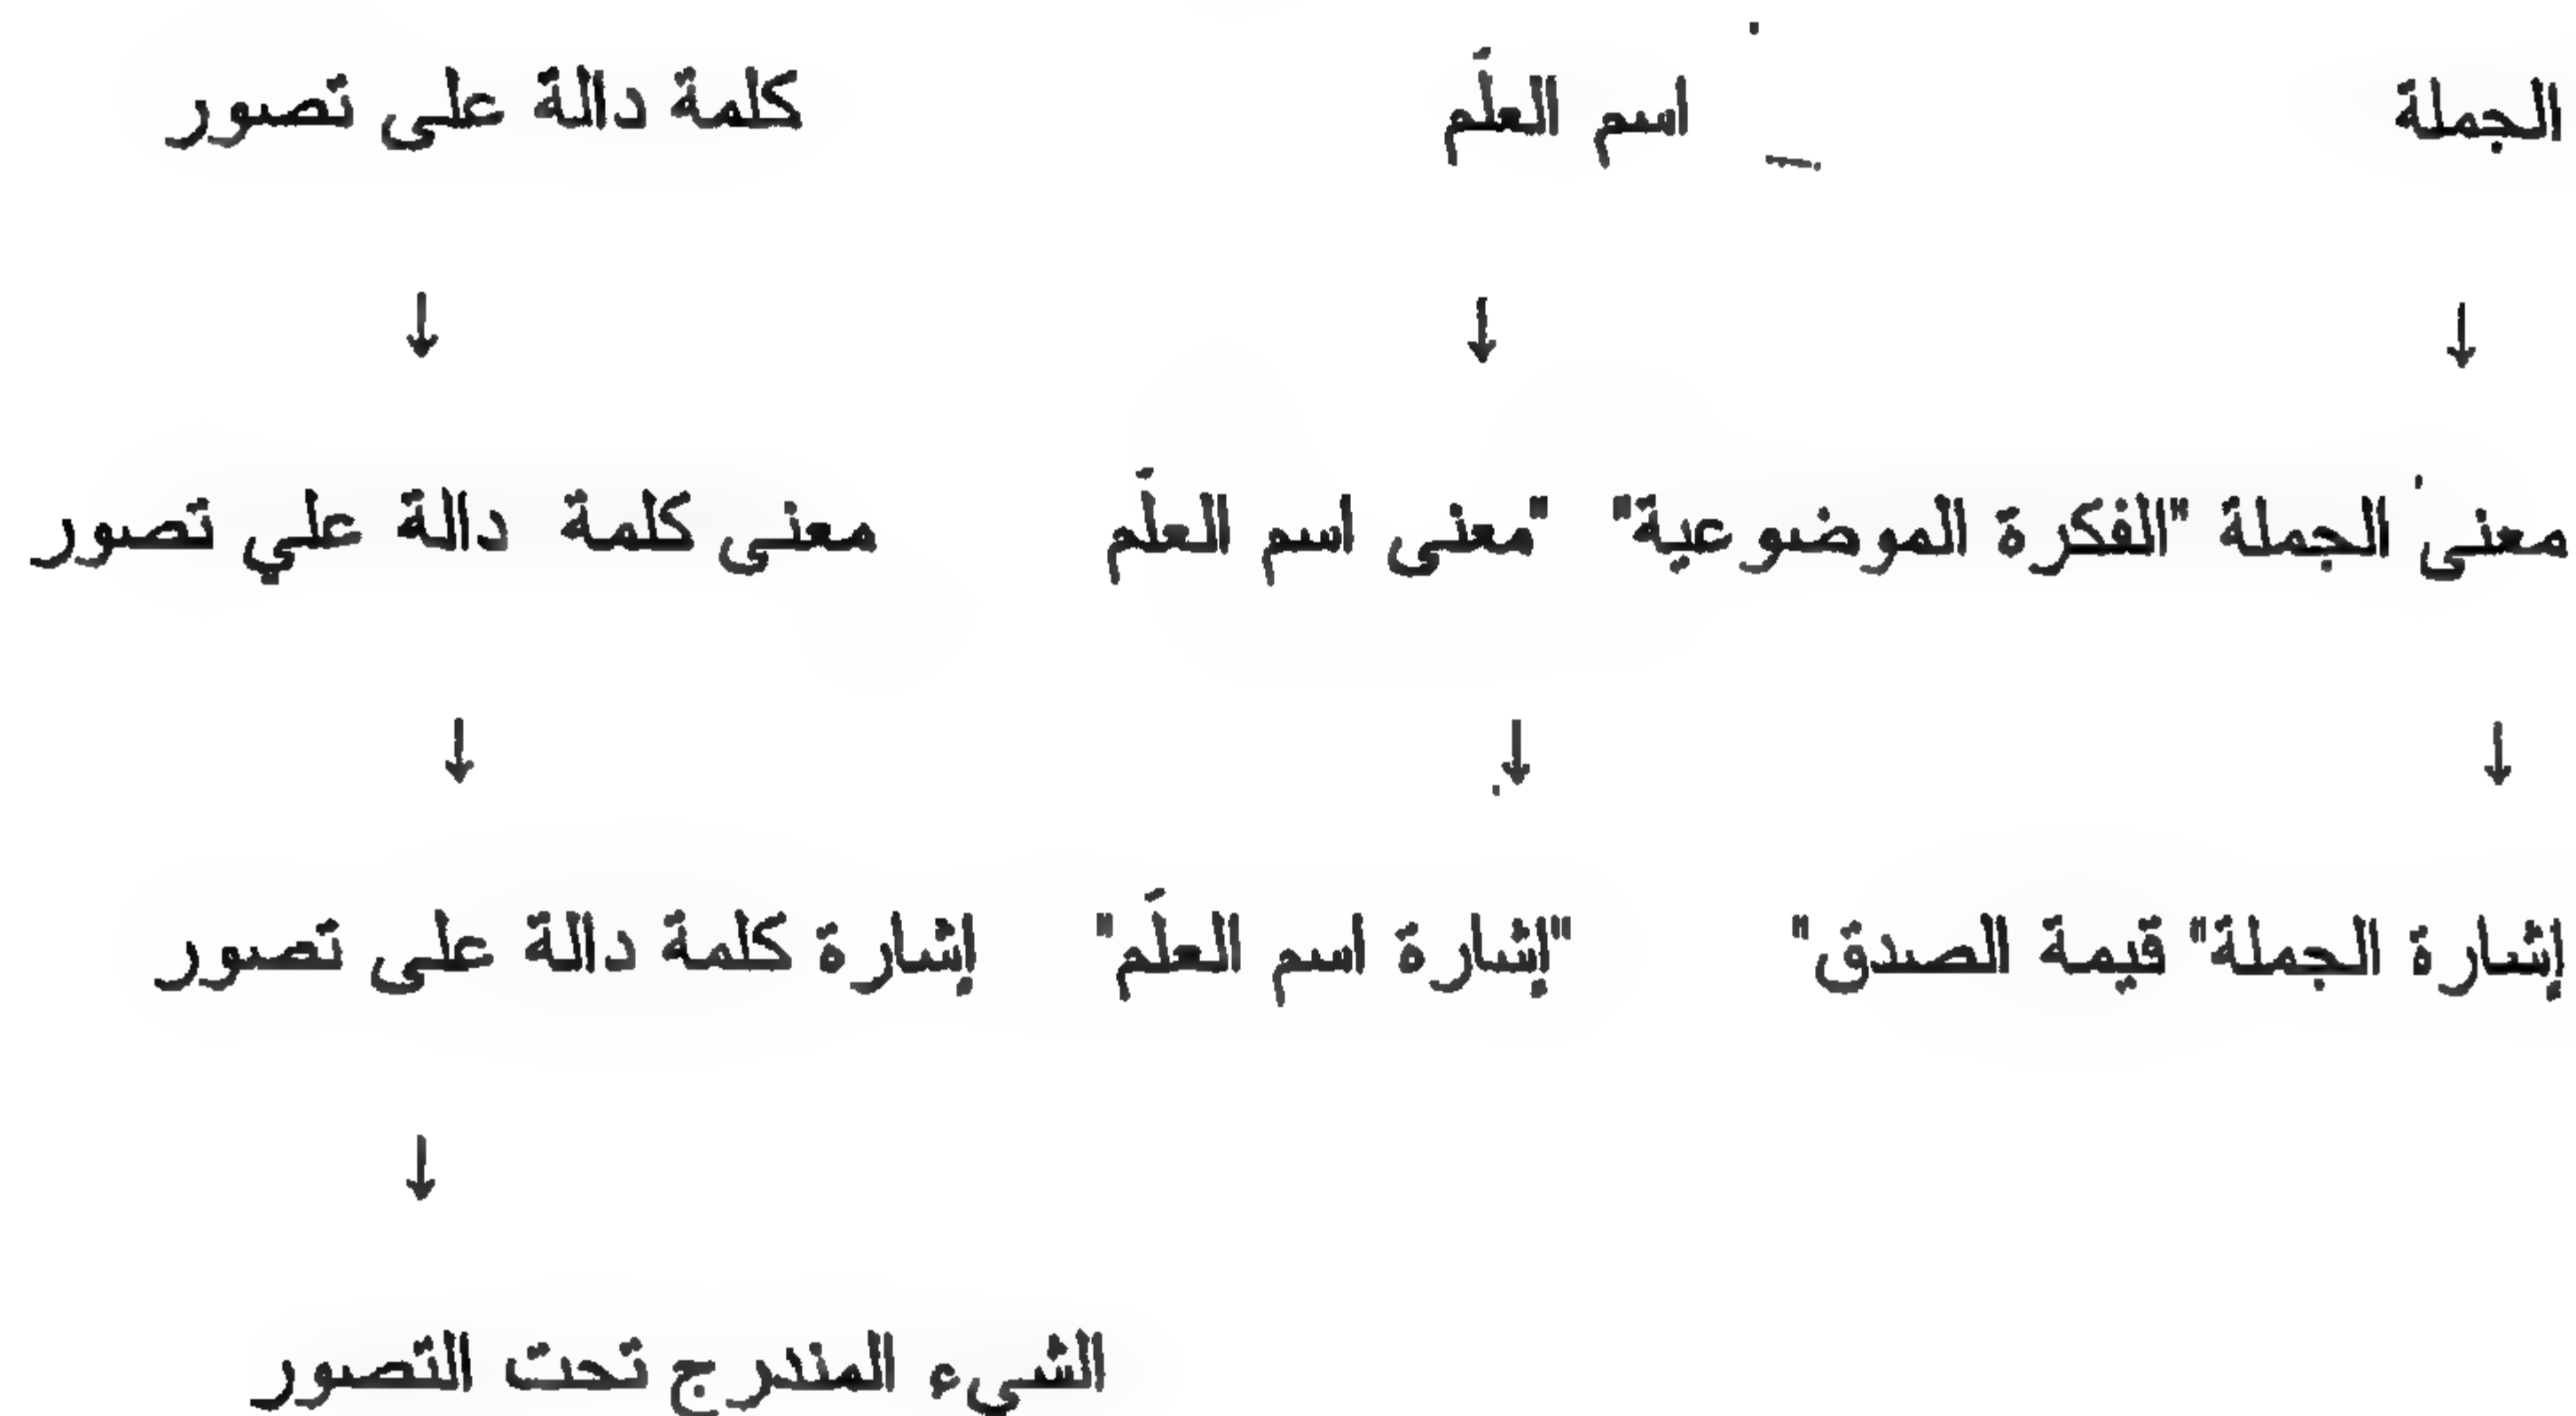 الجملة اسم العلَم كلمة دالة على تصور
↓ ↓ ↓
معنى الجملة "الفكرة الموضوعية" "معنى اسم العلَم معنى كلمة دالة علي تصور
↓ ↓ ↓
إشارة الجملة" قيمة الصدق" "إشارة اسم العلَم" إشارة كلمة دالة على تصور
↓
الشيء المندرج تحت التصور